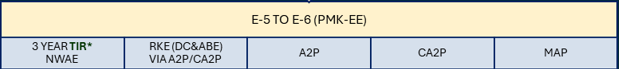 E-5 TO E-6 (PMK-EE)
3 YEAR TIR*
NWAE
RKE (DC&ABE)
VIA A2P/CA2P
A2P
CA2P
MAP